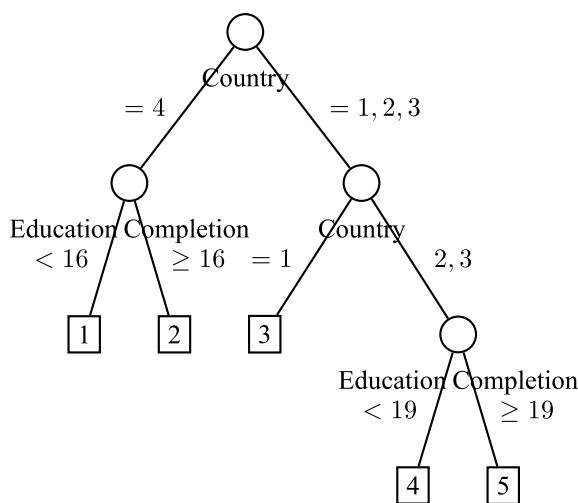 Country
= 4
= 1, 2, 3
Education Completion
Country
< 16
≥ 16
= 1
2, 3
1
2
3
Education Completion
< 19
≥ 19
4
5